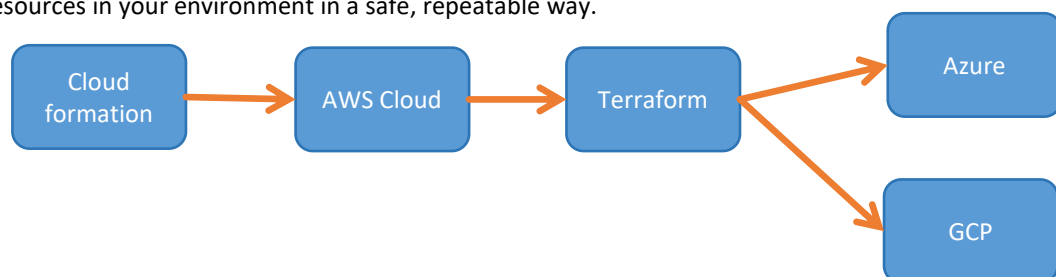 esources in your environment in a safe, repeatable way.
Cloud
formation
AWS Cloud
Terraform
Azure
GCP